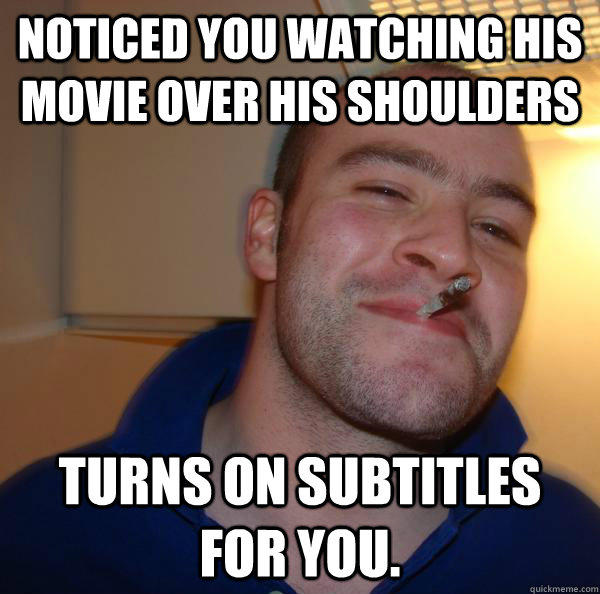 NOTICED YOU WATCHING HIS
MOVIE OVER HIS SHOULDERS
TURNS ON SUBTITLES
FOR YOU.
quickmeme.com